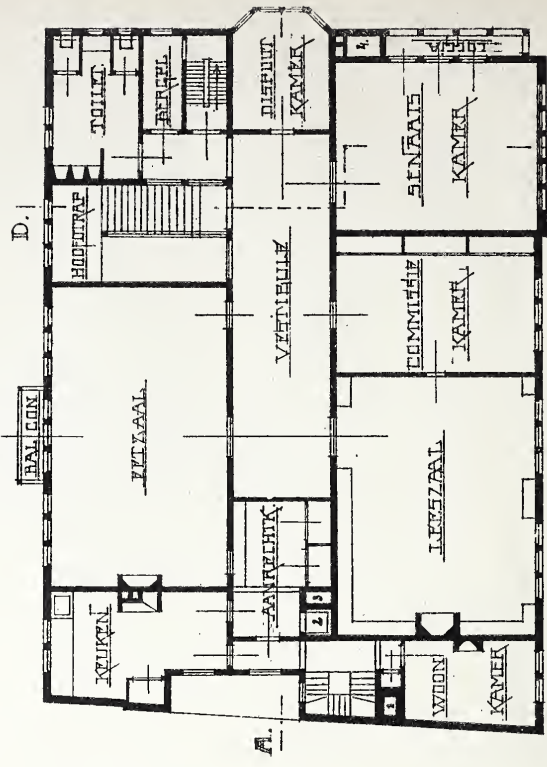 TOILET
BERGPL
DISPUUT
KAMER
4.
LOGGIA
SENAATS
KAMER
D.
HOOFDTRAP
VESTIBULE
COMMISSIE
KAMER
BALCON
EETZAAL
LEESZAAL
KEUKEN
AANRECHTK.
3
2
A.
1
WOON
KAMER